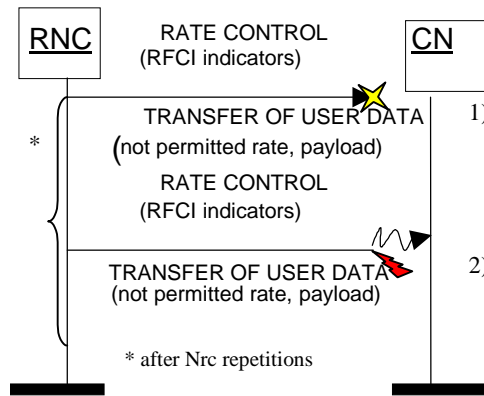 RNC
CN
RATE CONTROL
(RFCI indicators)
TRANSFER OF USER DATA
1)
*
(not permitted rate, payload)
RATE CONTROL
(RFCI indicators)
TRANSFER OF USER DATA
2)
(not permitted rate, payload)
* after Nrc repetitions